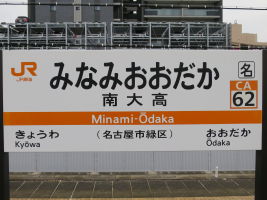 JR
JR東海
みなみおおだか
名
CA
62
南大高
Minami-Ōdaka
きょうわ
Kyōwa
(名古屋市緑区)
おおだか
Ōdaka